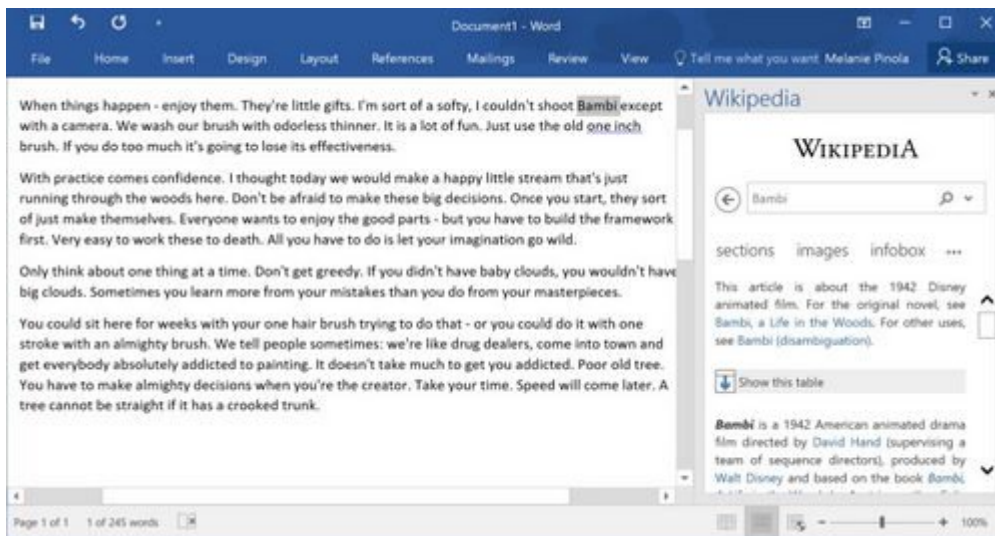 Document1 - Word
File Home Insert Design Layout References Mailings Review View Tell me what you want Melanie Pinola Share
When things happen - enjoy them. They're little gifts. I'm sort of a softy, I couldn't shoot Bambi except
with a camera. We wash our brush with odorless thinner. It is a lot of fun. Just use the old one inch
brush. If you do too much it's going to lose its effectiveness.
With practice comes confidence. I thought today we would make a happy little stream that's just
running through the woods here. Don't be afraid to make these big decisions. Once you start, they sort
of just make themselves. Everyone wants to enjoy the good parts - but you have to build the framework
first. Very easy to work these to death. All you have to do is let your imagination go wild.
Only think about one thing at a time. Don't get greedy. If you didn't have baby clouds, you wouldn't have
big clouds. Sometimes you learn more from your mistakes than you do from your masterpieces.
You could sit here for weeks with your one hair brush trying to do that - or you could do it with one
stroke with an almighty brush. We tell people sometimes: we're like drug dealers, come into town and
get everybody absolutely addicted to painting. It doesn't take much to get you addicted. Poor old tree.
You have to make almighty decisions when you're the creator. Take your time. Speed will come later. A
tree cannot be straight if it has a crooked trunk.
Wikipedia
WIKIPEDIA
Bambi
sections images infobox ...
This article is about the 1942 Disney
animated film. For the original novel, see
Bambi, a Life in the Woods. For other uses,
see Bambi (disambiguation).
Show this table
Bambi is a 1942 American animated drama
film directed by David Hand (supervising a
team of sequence directors), produced by
Walt Disney and based on the book Bambi,
Page 1 of 1 1 of 245 words 100%